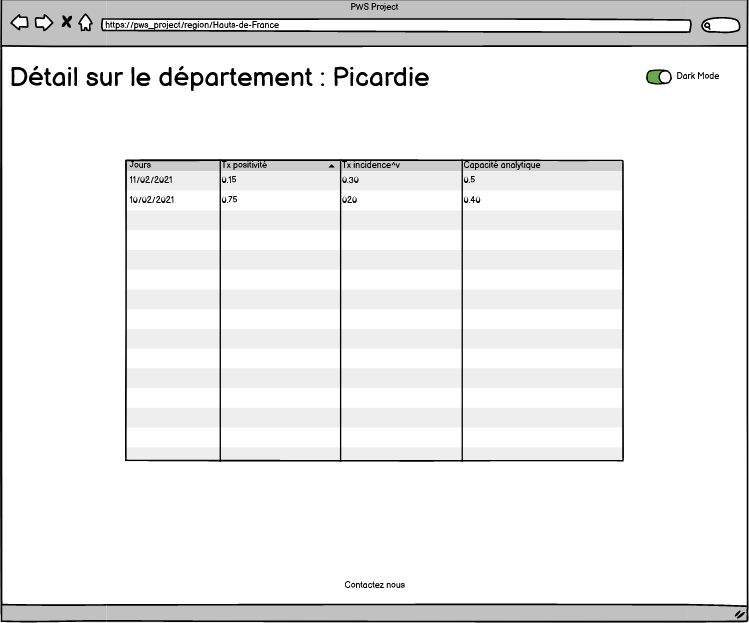 PWS Project
https://pws_project/region/Hauts-de-France
Détail sur le département : Picardie
Dark Mode
Jours Tx positivité Tx incidence^v Capacité analytique
11/02/2021 0.15 0.30 0.5
10/02/2021 0.75 020 0.40
Contactez nous